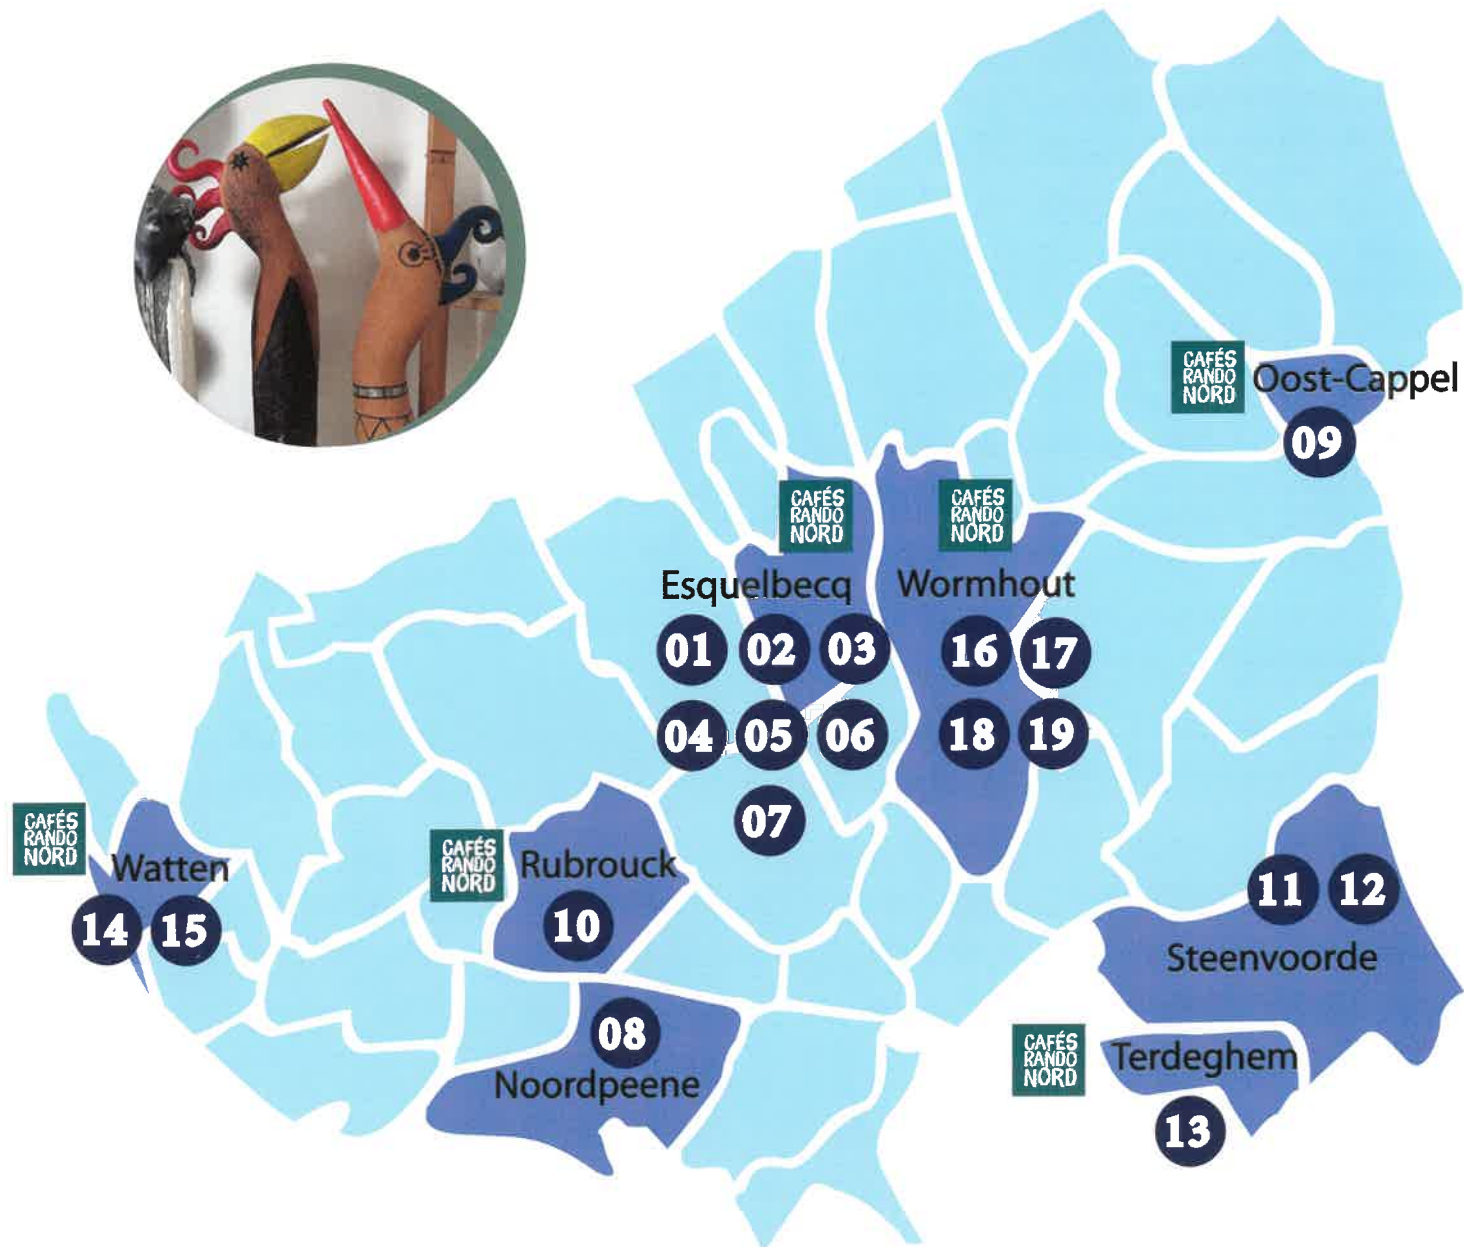 CAFÉS
RANDO
NORD
Oost-Cappel
09
CAFÉS
RANDO
NORD
CAFÉS
RANDO
NORD
Esquelbecq
01 02 03
04 05 06
07
Wormhout
16 17
18 19
CAFÉS
RANDO
NORD
Watten
14 15
CAFÉS
RANDO
NORD
Rubrouck
10
11 12
Steenvoorde
08
Noordpeene
CAFÉS
RANDO
NORD
Terdeghem
13